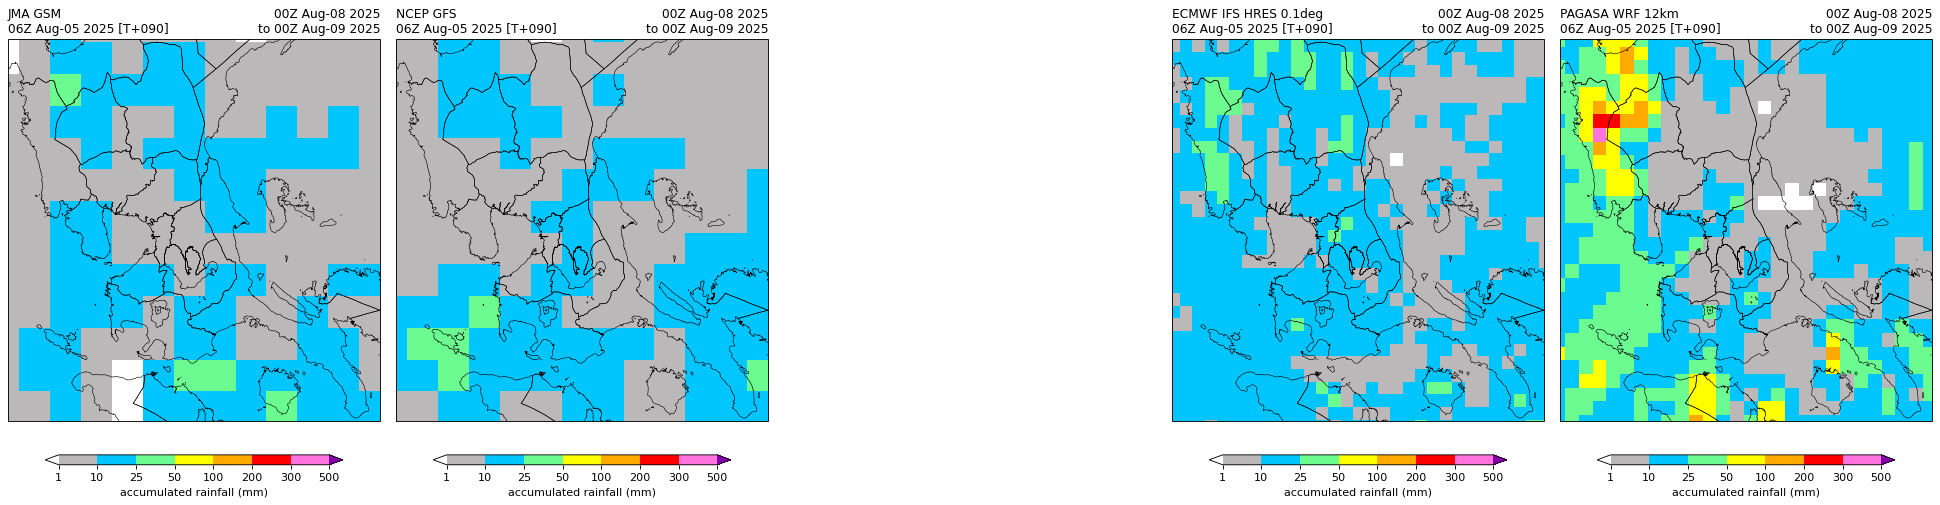 JMA GSM 00Z Aug-08 2025
06Z Aug-05 2025 [T+090] to 00Z Aug-09 2025
NCEP GFS 00Z Aug-08 2025
06Z Aug-05 2025 [T+090] to 00Z Aug-09 2025
ECMWF IFS HRES 0.1deg 00Z Aug-08 2025
06Z Aug-05 2025 [T+090] to 00Z Aug-09 2025
PAGASA WRF 12km 00Z Aug-08 2025
06Z Aug-05 2025 [T+090] to 00Z Aug-09 2025
1 10 25 50 100 200 300 500
accumulated rainfall (mm)
1 10 25 50 100 200 300 500
accumulated rainfall (mm)
1 10 25 50 100 200 300 500
accumulated rainfall (mm)
1 10 25 50 100 200 300 500
accumulated rainfall (mm)